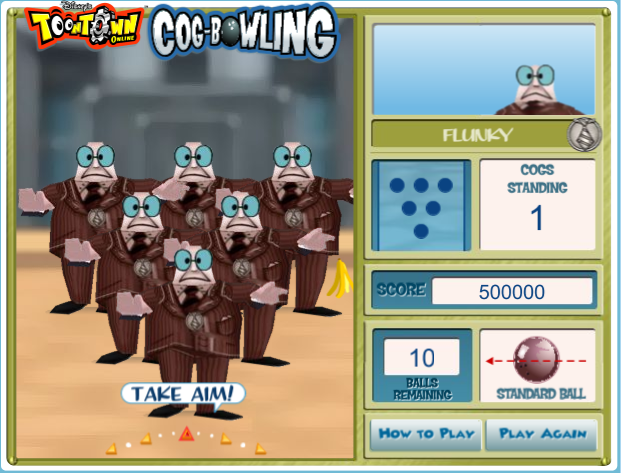 Disney's
TOONTOWN
ONLINE
COG-BOWLING
FLUNKY
COGS
STANDING
1
SCORE 500000
10
BALLS
REMAINING
STANDARD BALL
TAKE AIM!
HOW TO PLAY
PLAY AGAIN